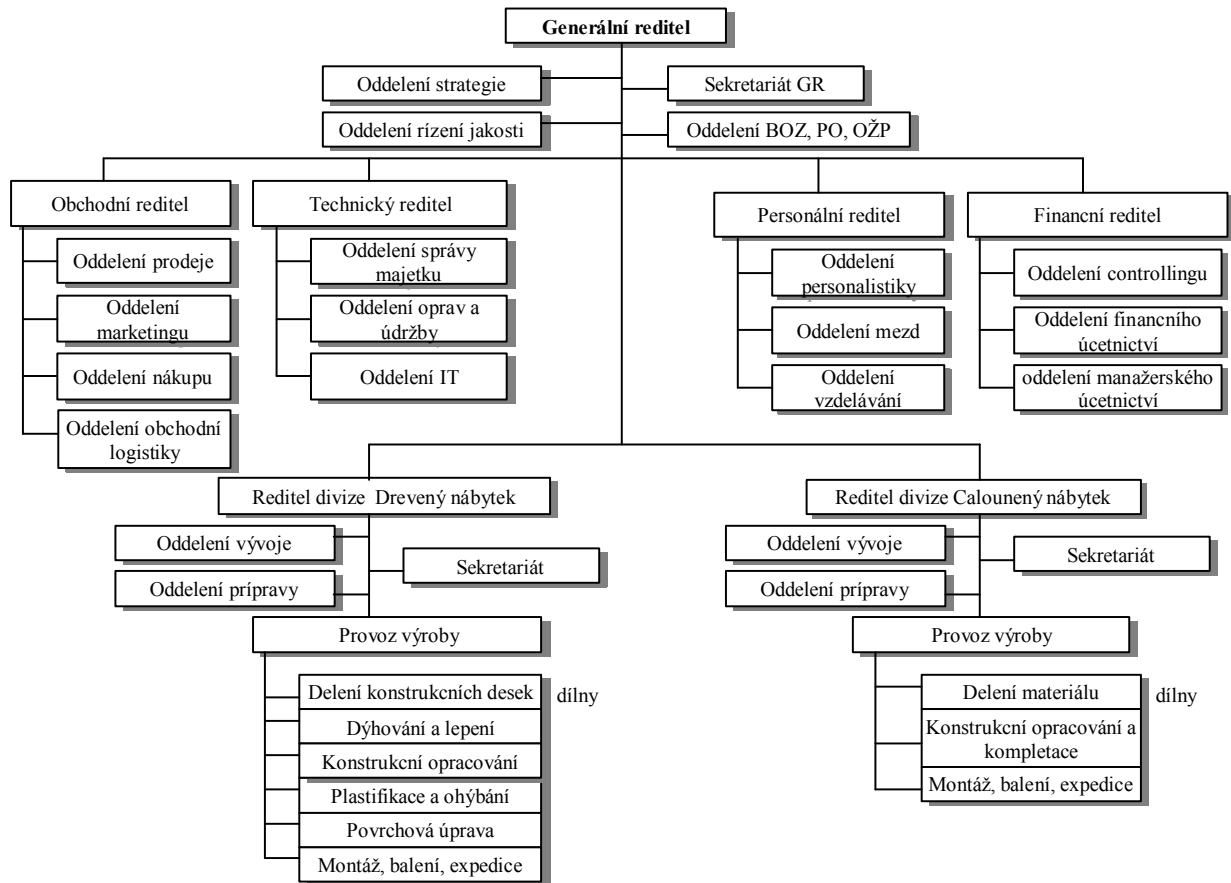 Generální reditel
Oddelení strategie
Sekretariát GR
Oddelení rízení jakosti
Oddelení BOZ, PO, OŽP
Obchodní reditel
Technický reditel
Personální reditel
Financní reditel
Oddelení prodeje
Oddelení
marketingu
Oddelení nákupu
Oddelení obchodní
logistiky
Oddelení správy
majetku
Oddelení oprav a
údržby
Oddelení IT
Oddelení
personalistiky
Oddelení mezd
Oddelení
vzdelávání
Oddelení controllingu
Oddelení financního
úcetnictví
oddelení manažerského
úcetnictví
Reditel divize Drevený nábytek
Oddelení vývoje
Sekretariát
Oddelení prípravy
Provoz výroby
Delení konstrukcních desek
dílny
Dýhování a lepení
Konstrukcní opracování
Plastifikace a ohýbání
Povrchová úprava
Montáž, balení, expedice
Reditel divize Calounený nábytek
Oddelení vývoje
Sekretariát
Oddelení prípravy
Provoz výroby
Delení materiálu
dílny
Konstrukcní opracování a
kompletace
Montáž, balení, expedice